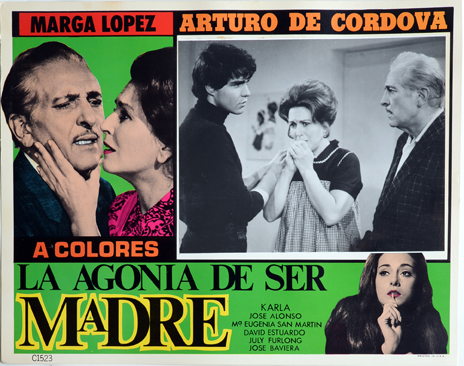 MARGA LOPEZ
ARTURO DE CORDOVA
A COLORES
LA AGONIA DE SER
MADRE
KARLA
JOSE ALONSO
Mª EUGENIA SAN MARTIN
DAVID ESTUARDO
JULY FURLONG
JOSE BAVIERA
C1523